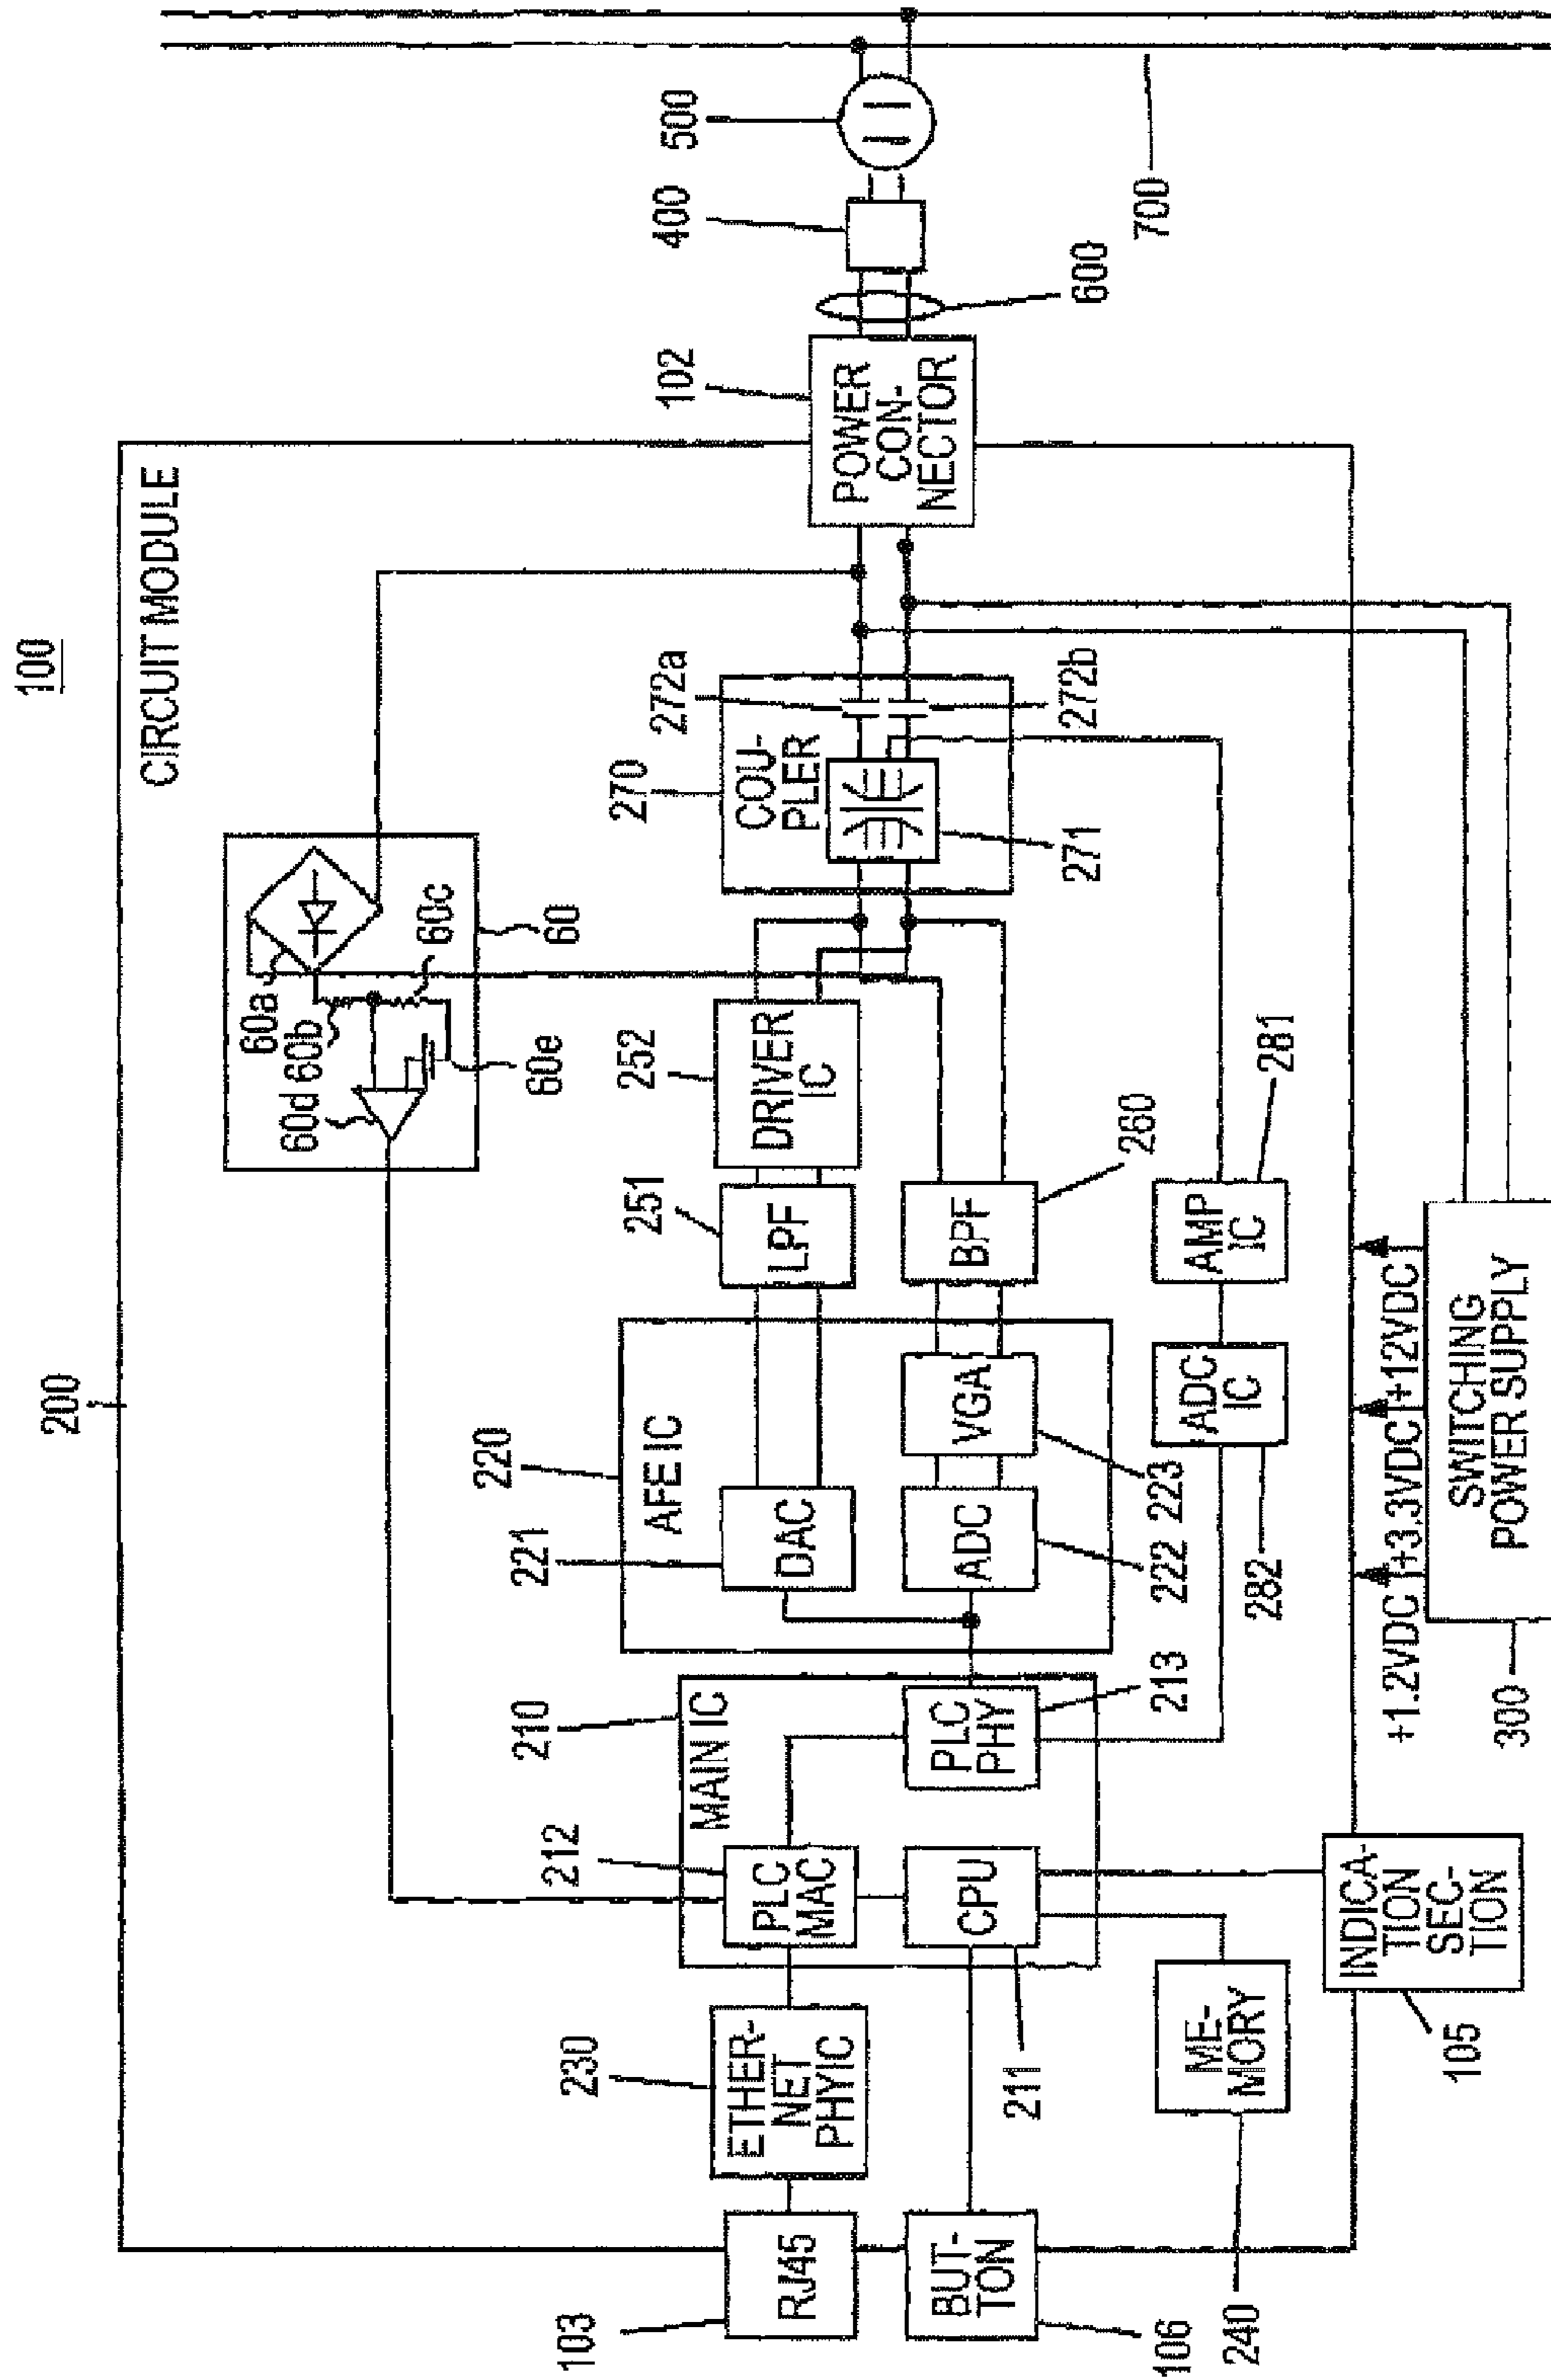 100
200
CIRCUIT MODULE
60a
60b
60c
60d
60
60e
210
MAIN IC
220
AFE IC
270
COU-
PLER
272a
272b
271
102
POWER
CON-
NECTOR
400
500
600
700
103
RJ45
230
ETHER-
NET
PHYIC
212
PLC
MAC
221
DAC
251
LPF
252
DRIVER
IC
106
BUT-
TON
211
CPU
PLC
PHY
213
ADC
222
VGA
223
BPF
260
240
ME-
MORY
ADC
IC
282
AMP
IC
281
105
INDICA-
TION
SEC-
TION
+1.2VDC
+3.3VDC
+12VDC
300
SWITCHING
POWER SUPPLY